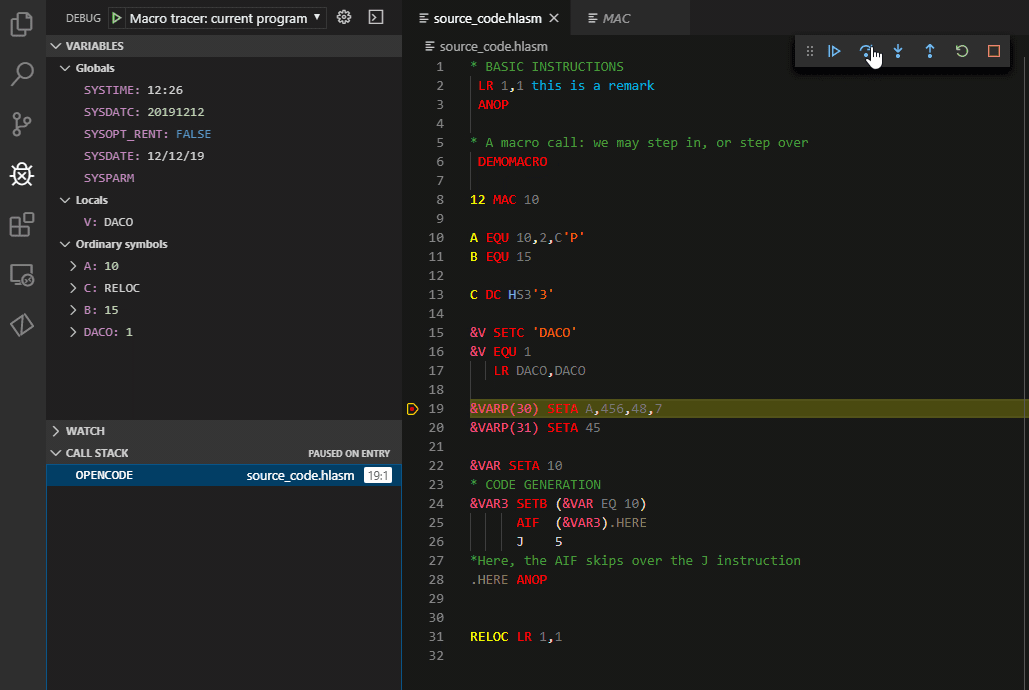 DEBUG Macro tracer: current program
VARIABLES
Globals
SYSTIME: 12:26
SYSDATC: 20191212
SYSOPT_RENT: FALSE
SYSDATE: 12/12/19
SYSPARM
Locals
V: DACO
Ordinary symbols
A: 10
C: RELOC
B: 15
DACO: 1
WATCH
CALL STACK PAUSED ON ENTRY
OPENCODE source_code.hlasm 19:1
source_code.hlasm MAC
source_code.hlasm
1 * BASIC INSTRUCTIONS
2 LR 1,1 this is a remark
3 ANOP
4
5 * A macro call: we may step in, or step over
6 DEMOMACRO
7
8 12 MAC 10
9
10 A EQU 10,2,C'P'
11 B EQU 15
12
13 C DC HS3'3'
14
15 &V SETC 'DACO'
16 &V EQU 1
17 LR DACO,DACO
18
19 &VARP(30) SETA A,456,48,7
20 &VARP(31) SETA 45
21
22 &VAR SETA 10
23 * CODE GENERATION
24 &VAR3 SETB (&VAR EQ 10)
25 AIF (&VAR3).HERE
26 J 5
27 *Here, the AIF skips over the J instruction
28 .HERE ANOP
29
30
31 RELOC LR 1,1
32